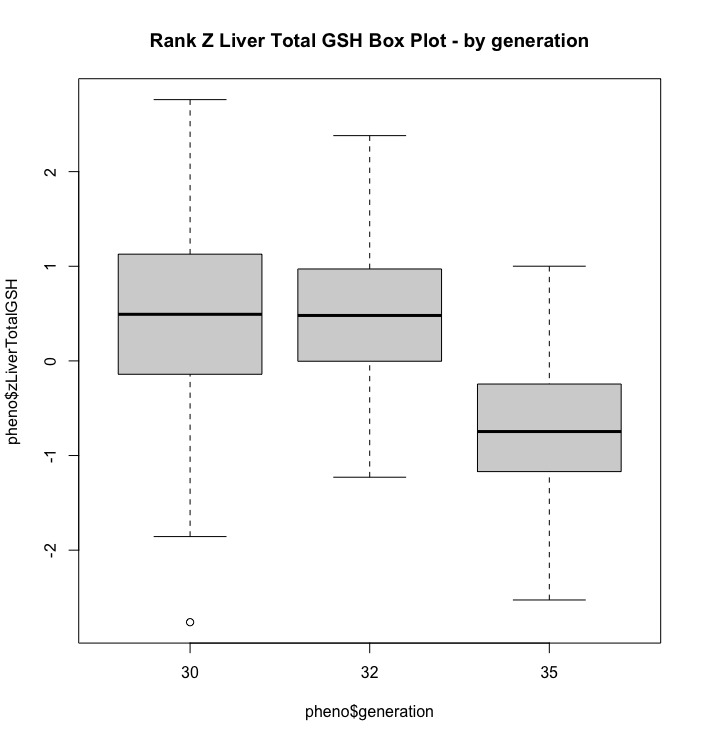 Rank Z Liver Total GSH Box Plot - by generation
pheno$zLiverTotalGSH
2
1
0
-1
-2
30 32 35
pheno$generation